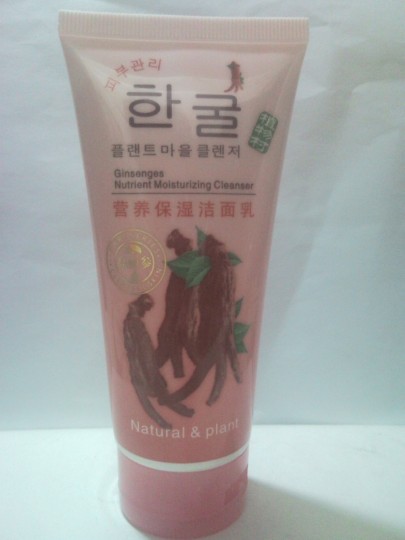 피부관리
한굴
플랜트마을클렌저
Ginsenges
Nutrient Moisturizing Cleanser
营养保湿洁面乳
Natural & plant